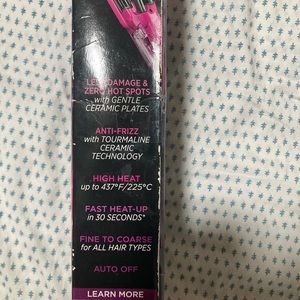 LESS DAMAGE &
ZERO HOT SPOTS
with GENTLE
CERAMIC PLATES
ANTI-FRIZZ
with TOURMALINE
CERAMIC
TECHNOLOGY
HIGH HEAT
up to 437°F/225°C
FAST HEAT-UP
in 30 SECONDS*
FINE TO COARSE
for ALL HAIR TYPES
AUTO OFF
LEARN MORE